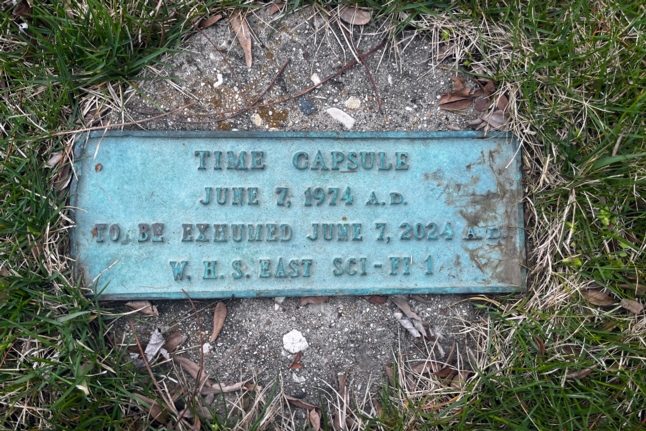 TIME CAPSULE
JUNE 7, 1974 A.D.
TO BE EXHUMED JUNE 7, 2024 A.D.
W. H. S. EAST SCI-FI 1